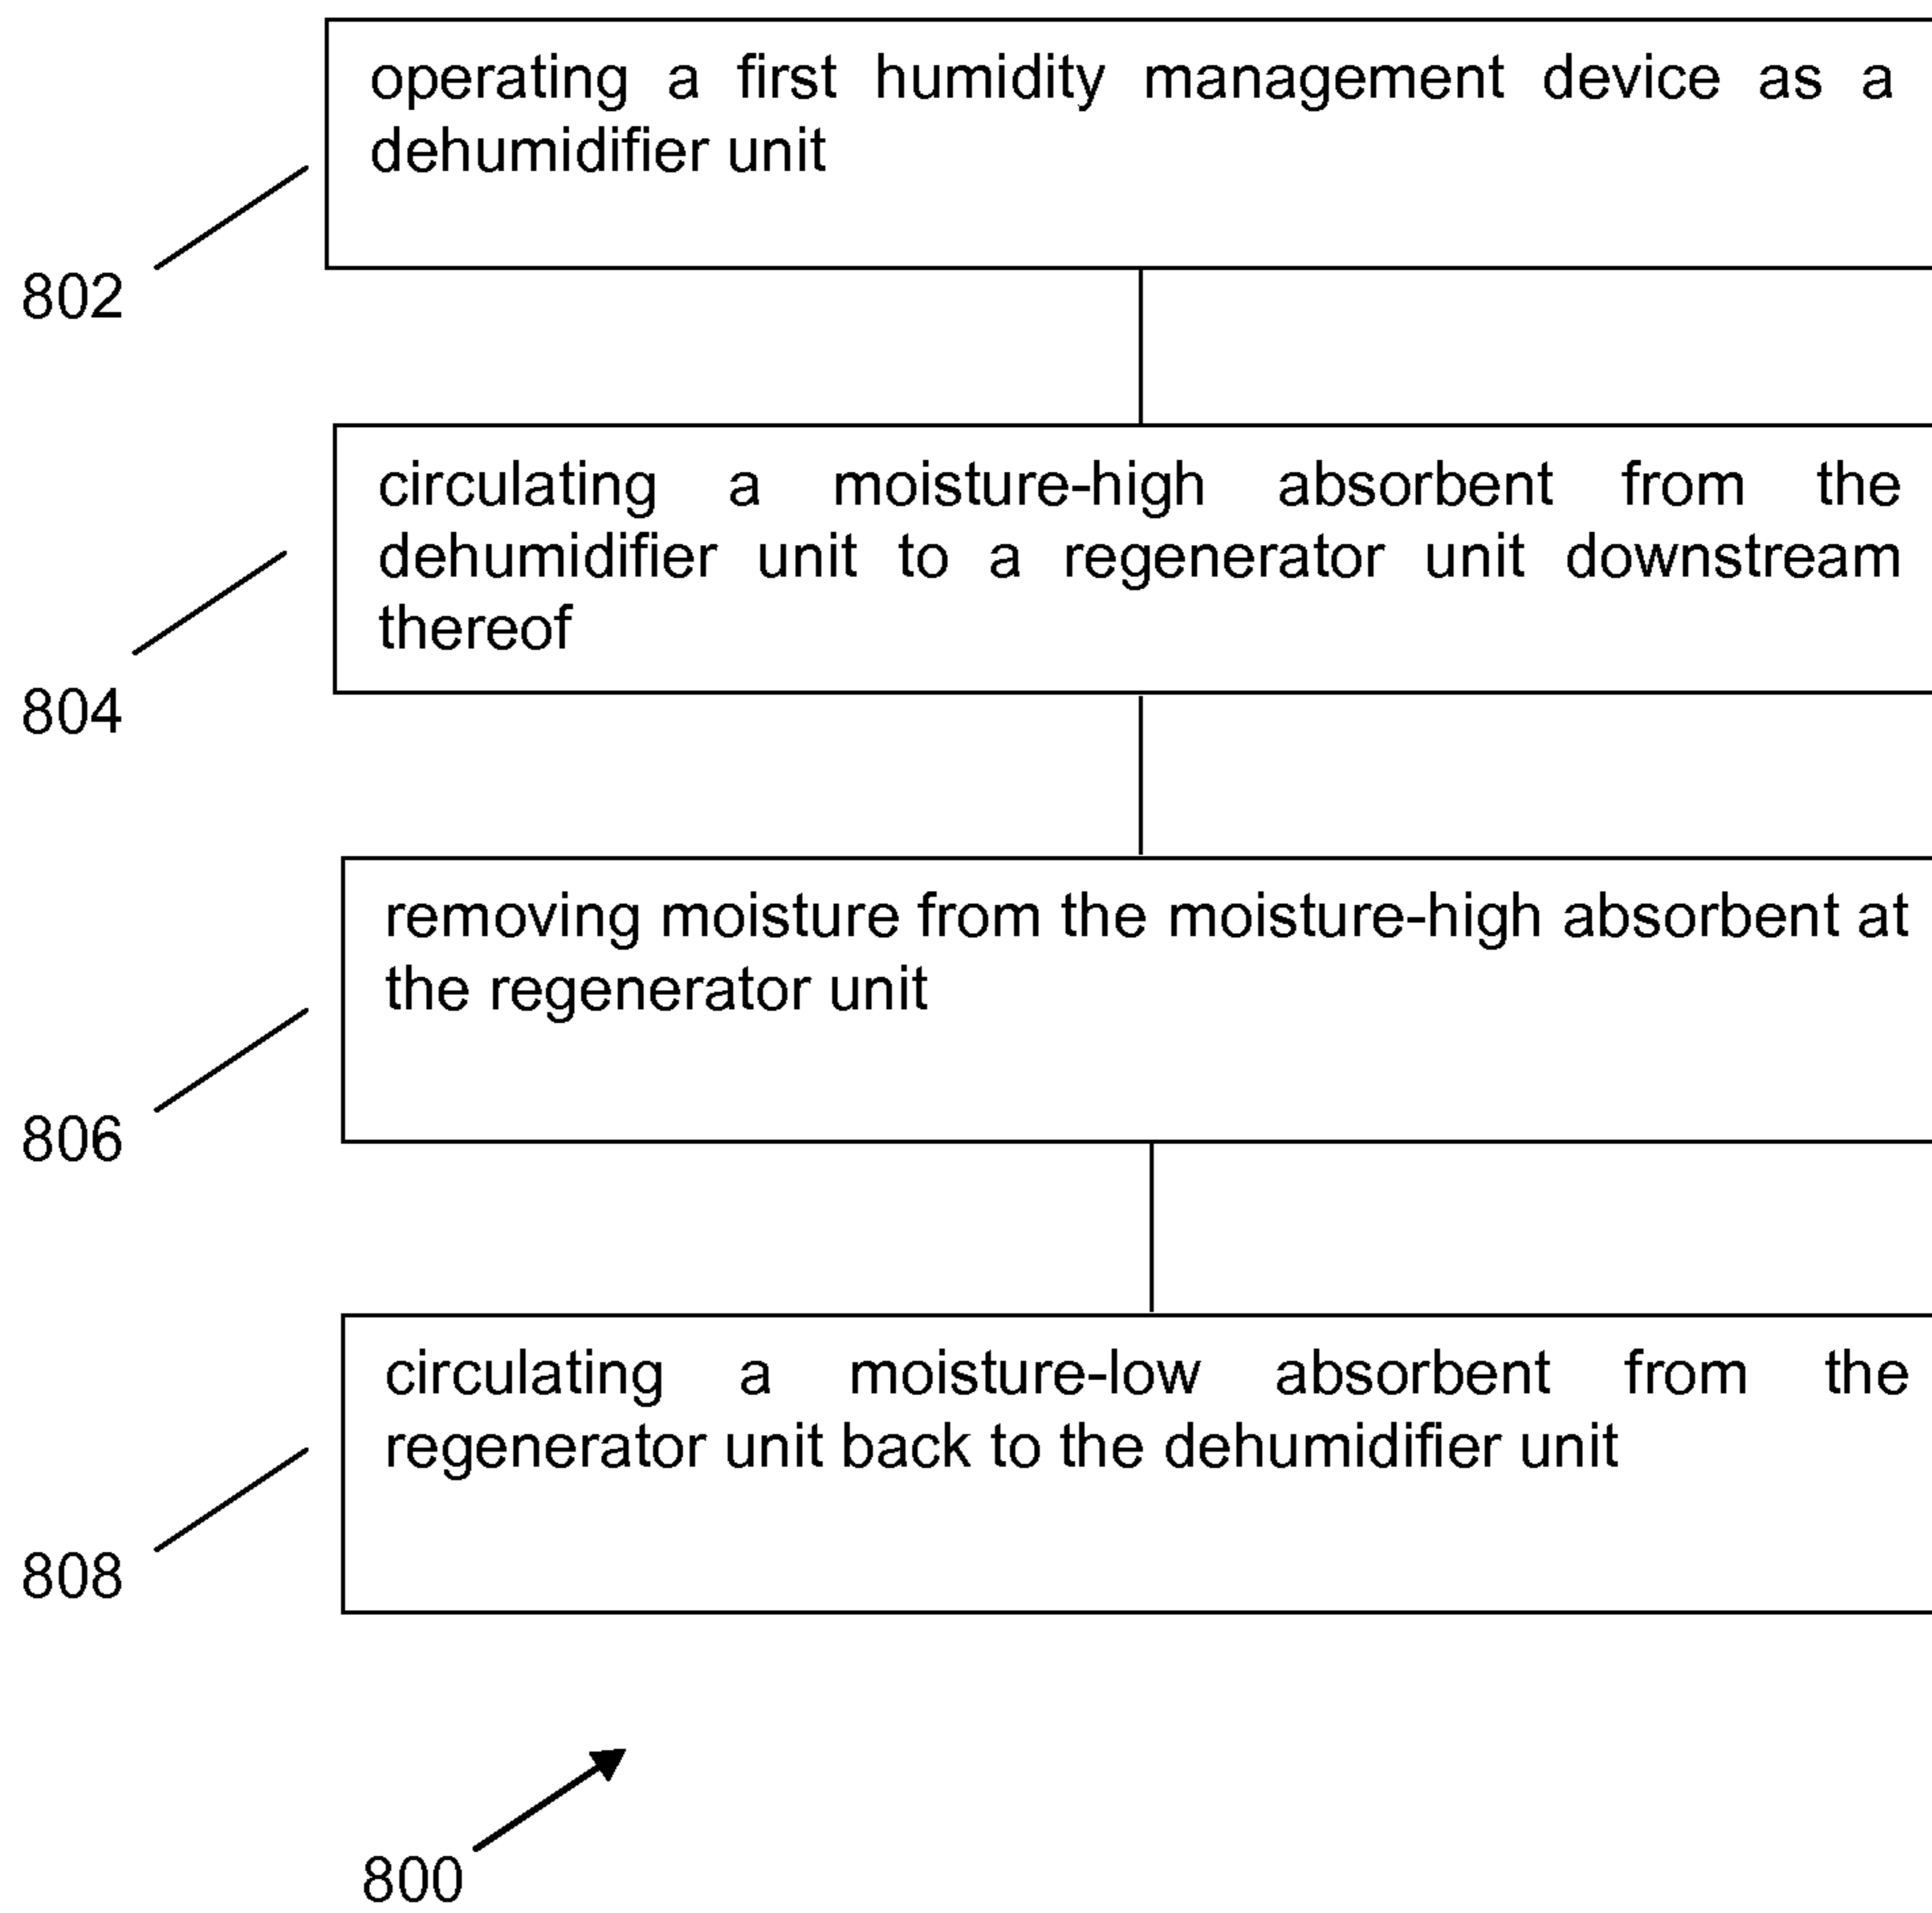 operating a first humidity management device as a
dehumidifier unit
802
circulating a moisture-high absorbent from the
dehumidifier unit to a regenerator unit downstream
thereof
804
removing moisture from the moisture-high absorbent at
the regenerator unit
806
circulating a moisture-low absorbent from the
regenerator unit back to the dehumidifier unit
808
800